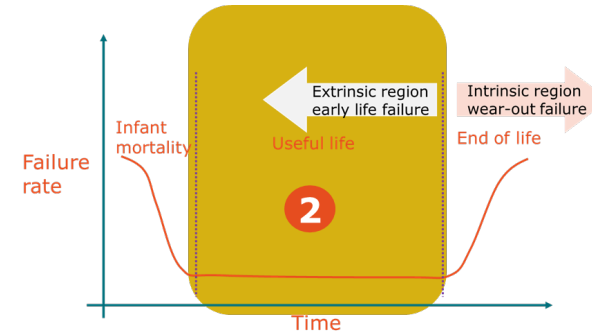 Extrinsic region
early life failure
Intrinsic region
wear-out failure
Infant
mortality
Useful life
End of life
Failure
rate
2
Time